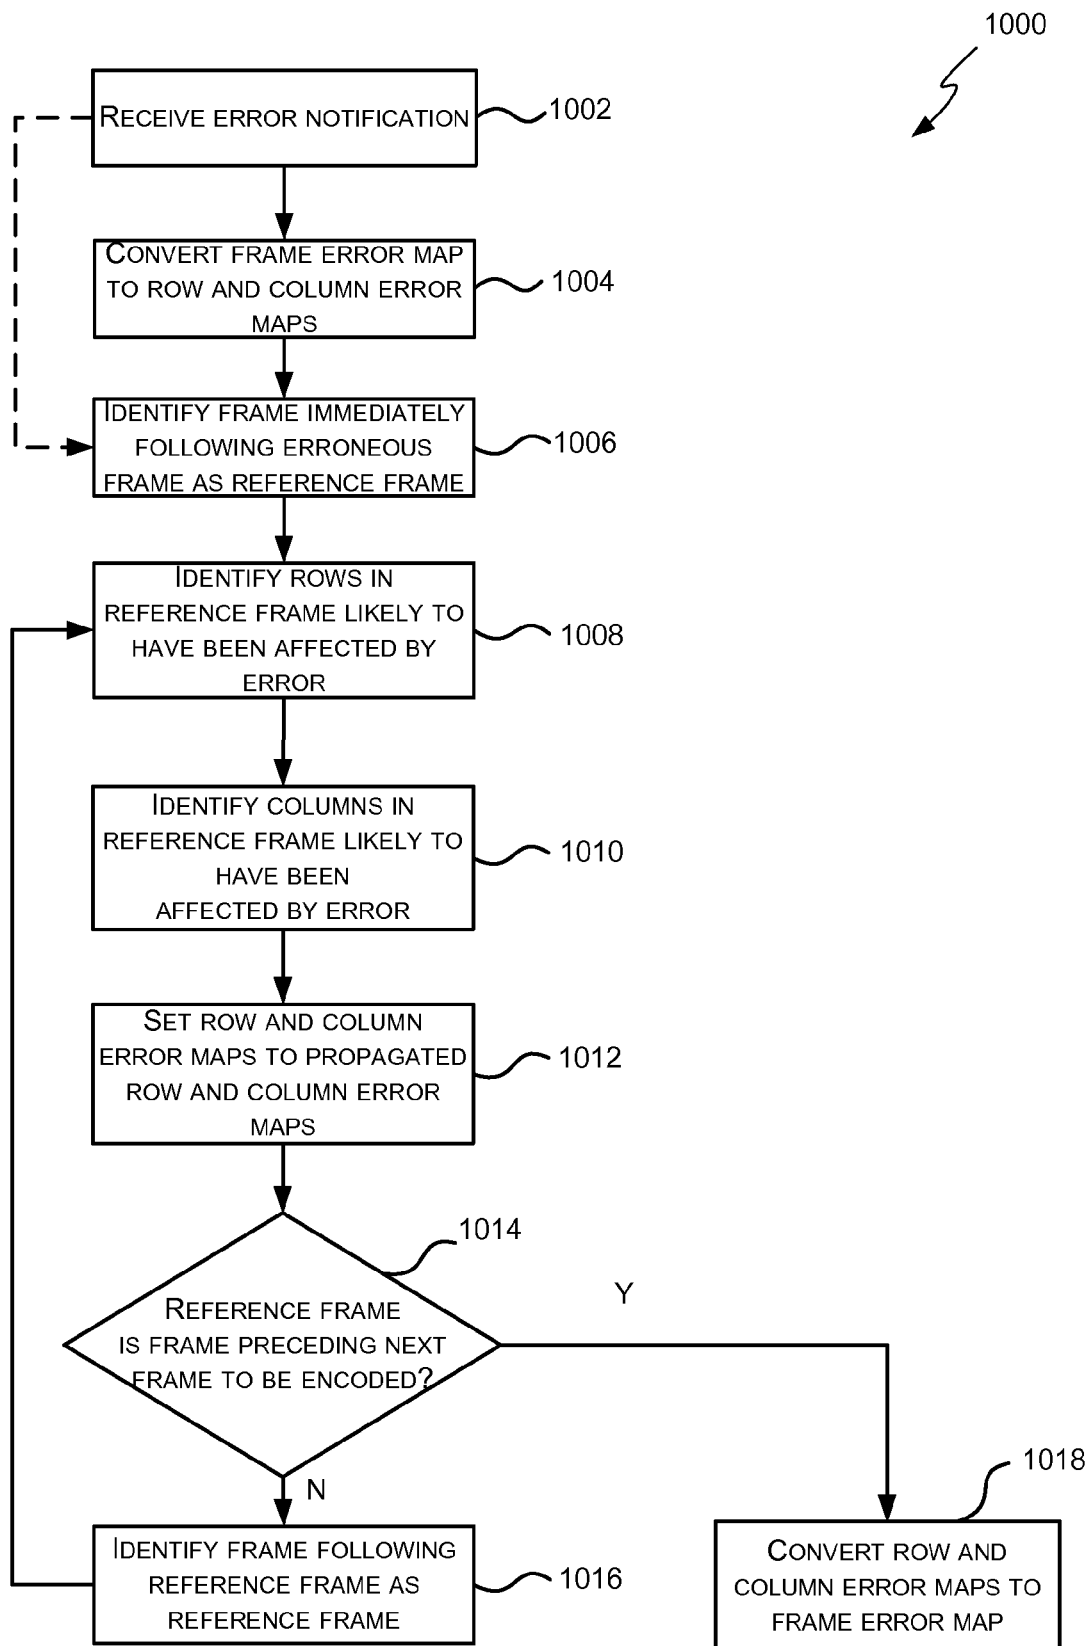 1000
RECEIVE ERROR NOTIFICATION
1002
CONVERT FRAME ERROR MAP
TO ROW AND COLUMN ERROR
MAPS
1004
IDENTIFY FRAME IMMEDIATELY
FOLLOWING ERRONEOUS
FRAME AS REFERENCE FRAME
1006
IDENTIFY ROWS IN
REFERENCE FRAME LIKELY TO
HAVE BEEN AFFECTED BY
ERROR
1008
IDENTIFY COLUMNS IN
REFERENCE FRAME LIKELY TO
HAVE BEEN
AFFECTED BY ERROR
1010
SET ROW AND COLUMN
ERROR MAPS TO PROPAGATED
ROW AND COLUMN ERROR
MAPS
1012
1014
REFERENCE FRAME
IS FRAME PRECEDING NEXT
FRAME TO BE ENCODED?
Y
N
IDENTIFY FRAME FOLLOWING
REFERENCE FRAME AS
REFERENCE FRAME
1016
1018
CONVERT ROW AND
COLUMN ERROR MAPS TO
FRAME ERROR MAP